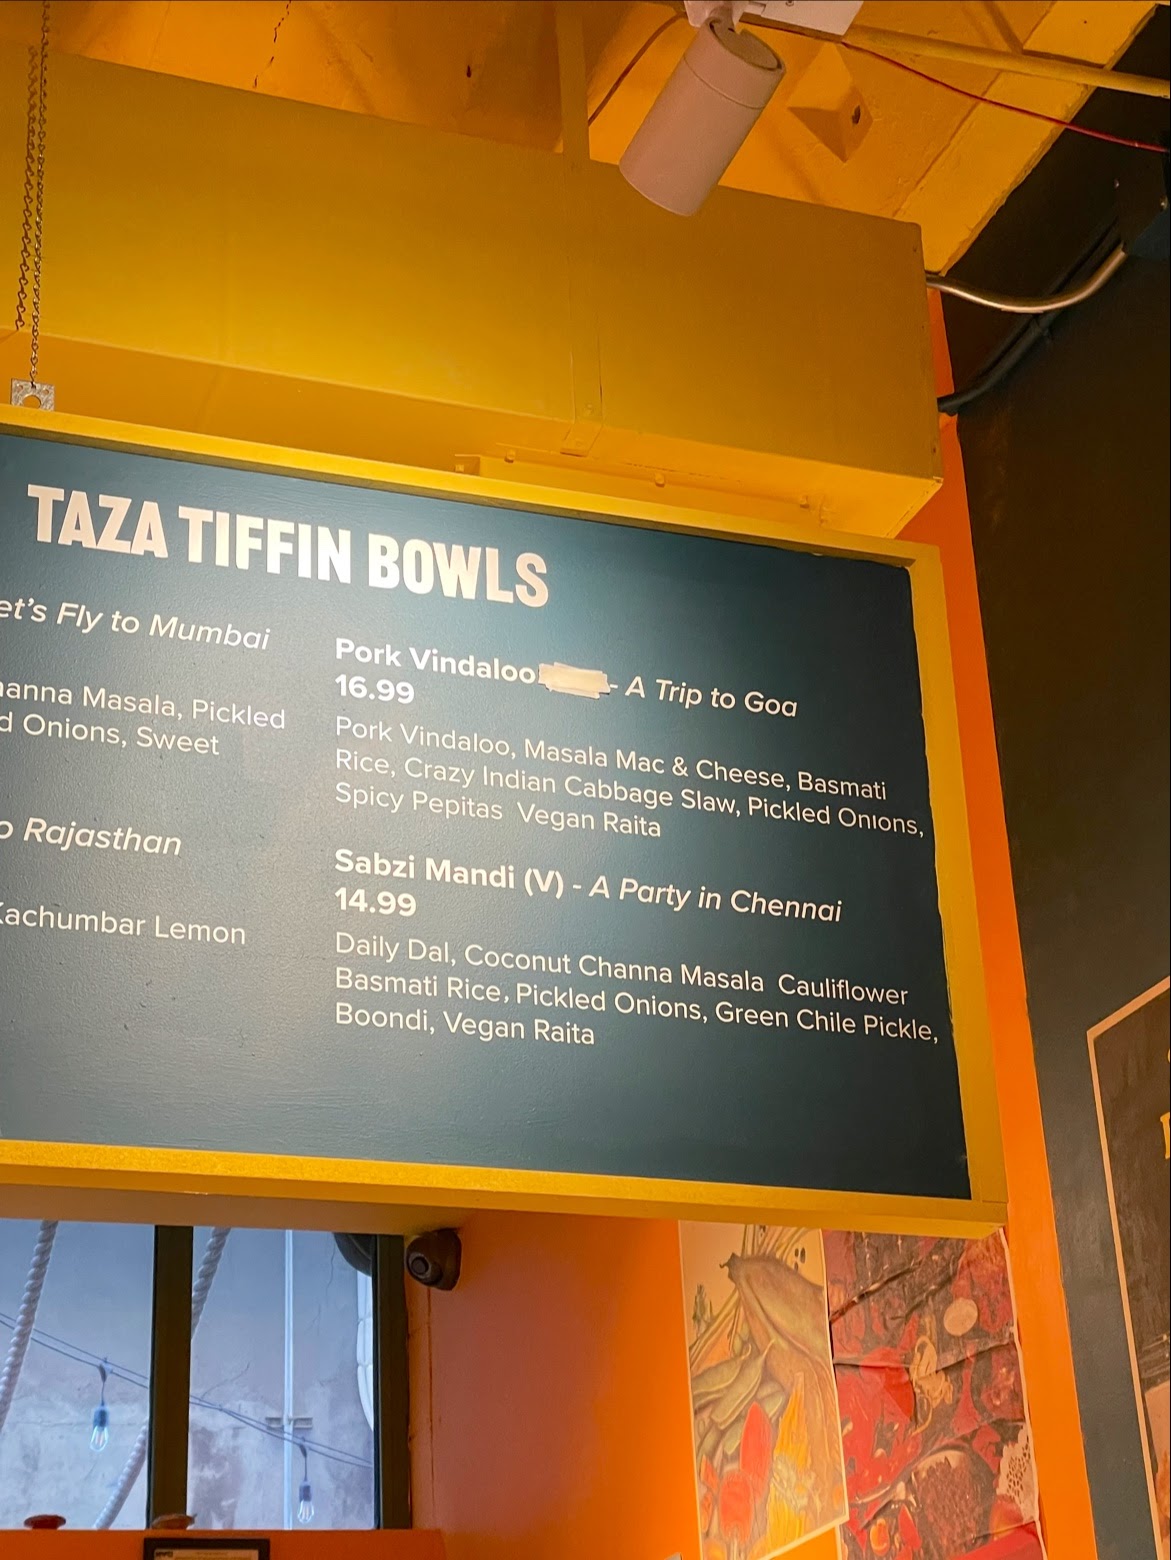 TAZA TIFFIN BOWLS
et's Fly to Mumbai
anna Masala, Pickled
d Onions, Sweet
o Rajasthan
Kachumbar Lemon
Pork Vindaloo - A Trip to Goa
16.99
Pork Vindaloo, Masala Mac & Cheese, Basmati
Rice, Crazy Indian Cabbage Slaw, Pickled Onions,
Spicy Pepitas Vegan Raita
Sabzi Mandi (V) - A Party in Chennai
14.99
Daily Dal, Coconut Channa Masala Cauliflower
Basmati Rice, Pickled Onions, Green Chile Pickle,
Boondi, Vegan Raita